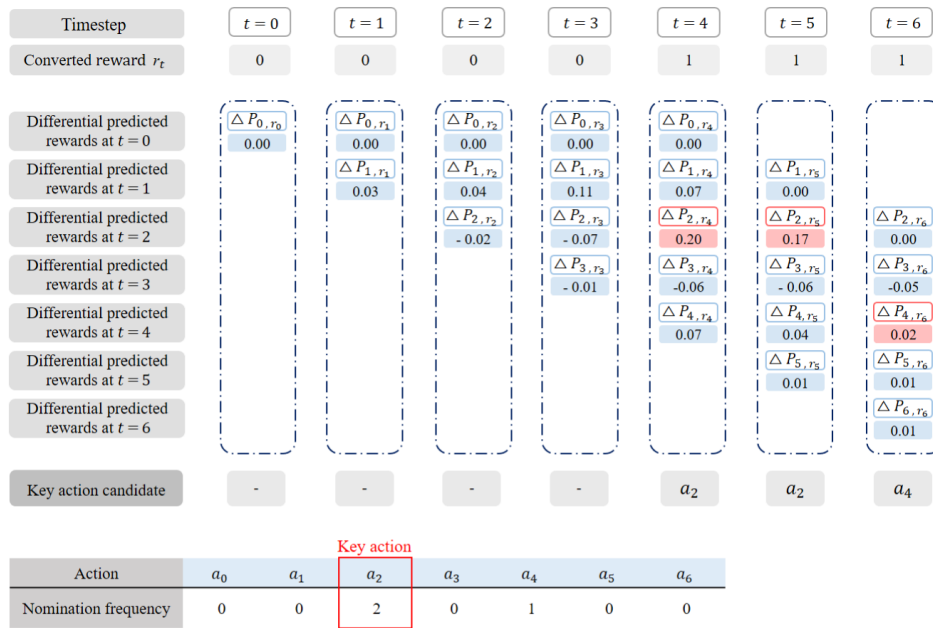 Timestep t = 0 t = 1 t = 2 t = 3 t = 4 t = 5 t = 6
Converted reward r_t 0 0 0 0 1 1 1
Differential predicted △ P_{0,r_0} △ P_{0,r_1} △ P_{0,r_2} △ P_{0,r_3} △ P_{0,r_4}
rewards at t = 0 0.00 0.00 0.00 0.00 0.00
Differential predicted △ P_{1,r_1} △ P_{1,r_2} △ P_{1,r_3} △ P_{1,r_4} △ P_{1,r_5}
rewards at t = 1 0.03 0.04 0.11 0.07 0.00
Differential predicted △ P_{2,r_2} △ P_{2,r_3} △ P_{2,r_4} △ P_{2,r_5} △ P_{2,r_6}
rewards at t = 2 - 0.02 - 0.07 0.20 0.17 0.00
Differential predicted △ P_{3,r_3} △ P_{3,r_4} △ P_{3,r_5} △ P_{3,r_6}
rewards at t = 3 - 0.01 -0.06 - 0.06 -0.05
Differential predicted △ P_{4,r_4} △ P_{4,r_5} △ P_{4,r_6}
rewards at t = 4 0.07 0.04 0.02
Differential predicted △ P_{5,r_5} △ P_{5,r_6}
rewards at t = 5 0.01 0.01
Differential predicted △ P_{6,r_6}
rewards at t = 6 0.01
Key action candidate - - - - a_2 a_2 a_4
Key action
Action a_0 a_1 a_2 a_3 a_4 a_5 a_6
Nomination frequency 0 0 2 0 1 0 0